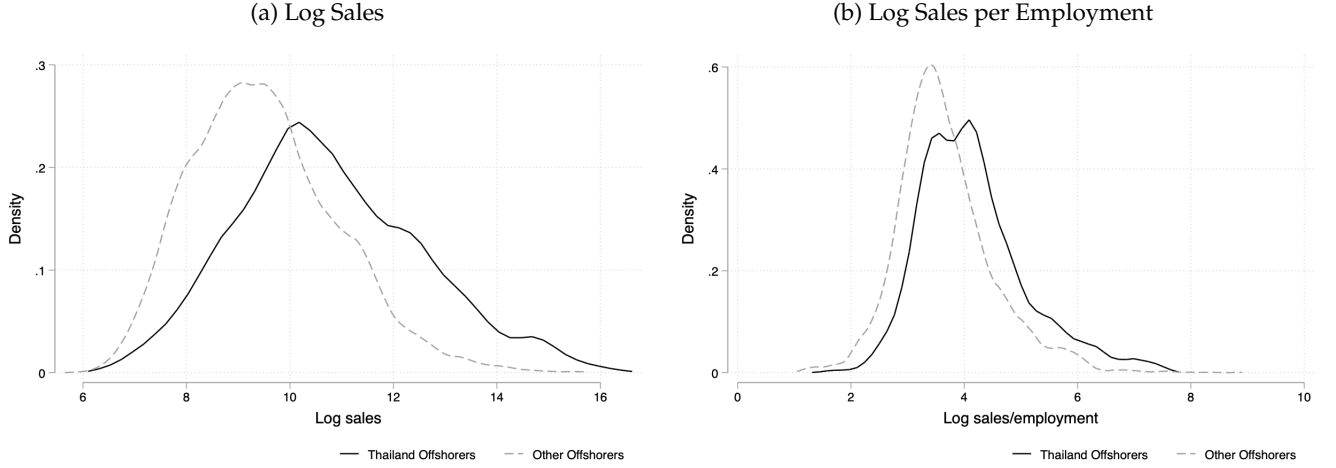 (a) Log Sales
.3
.2
.1
0
Density
6 8 10 12 14 16
Log sales
Thailand Offshorers Other Offshorers
(b) Log Sales per Employment
.6
.4
.2
0
Density
0 2 4 6 8 10
Log sales/employment
Thailand Offshorers Other Offshorers